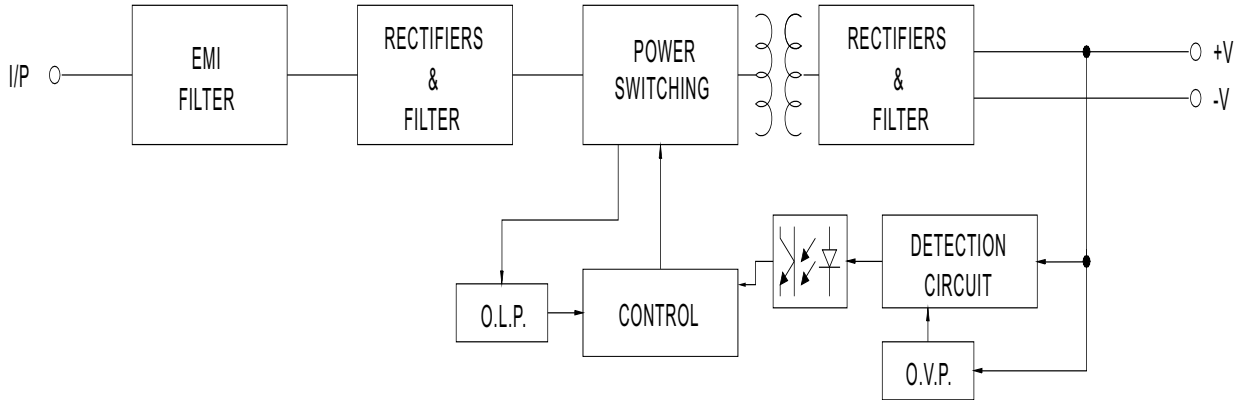 I/P
EMI
FILTER
RECTIFIERS
&
FILTER
POWER
SWITCHING
RECTIFIERS
&
FILTER
+V
-V
O.L.P.
CONTROL
DETECTION
CIRCUIT
O.V.P.